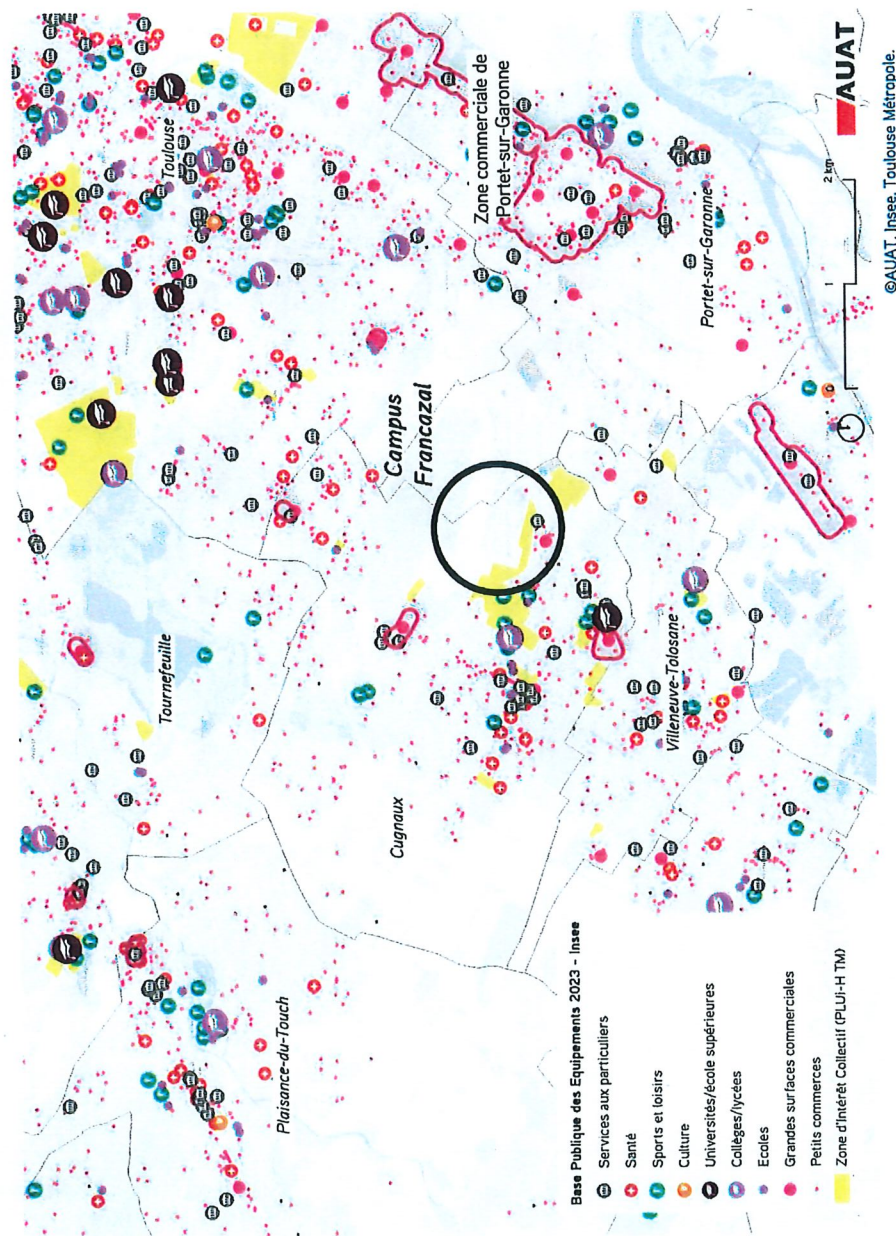 Toulouse
Zone commerciale de
Portet-sur-Garonne
Campus
Francazal
Tournefeuille
Portet-sur-Garonne
Cugnaux
Villeneuve-Tolosane
Plaisance-du-Touch
Base Publique des Equipements 2023 - Insee
Services aux particuliers
Santé
Sports et loisirs
Culture
Universités/école supérieures
Collèges/lycées
Ecoles
Grandes surfaces commerciales
Petits commerces
Zone d'Intérêt Collectif (PLUi-H TM)
0
1
2 km
AUAT
©AUAT, Insee, Toulouse Métropole.